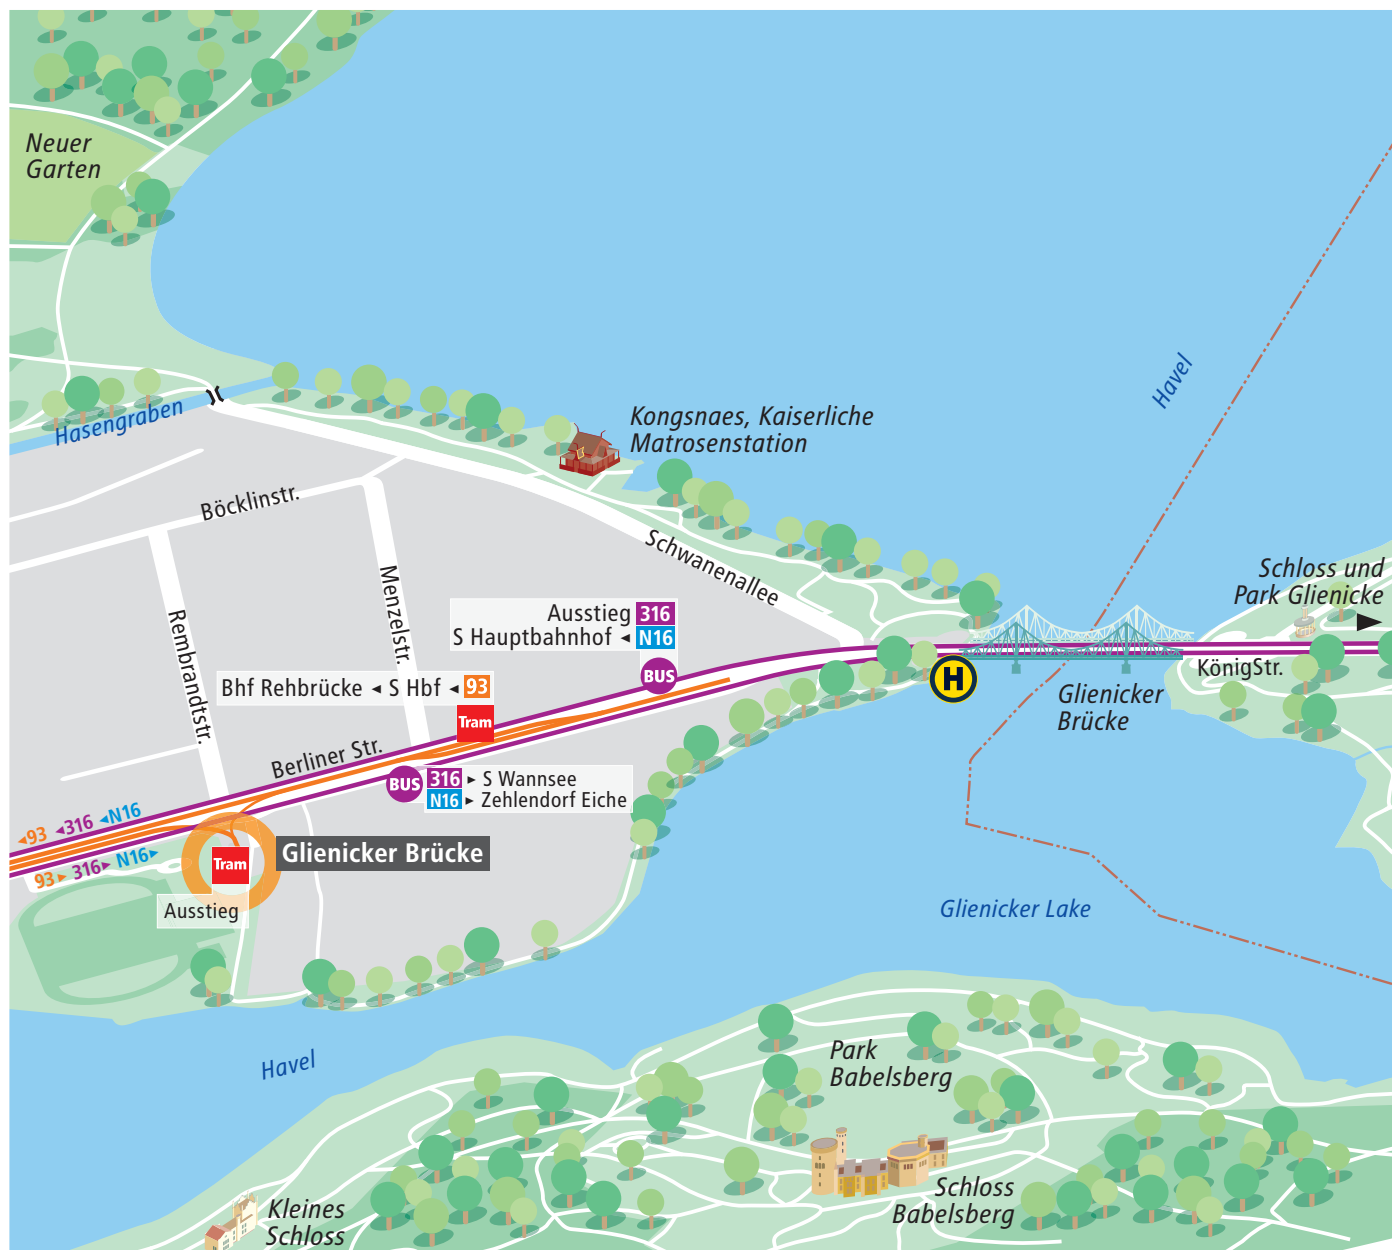 Neuer
Garten
Hasengraben
Havel
Kongsnaes, Kaiserliche
Matrosenstation
Böcklinstr.
Schwanenallee
Menzelstr.
Rembrandtstr.
Schloss und
Park Glienicke
Ausstieg 316
S Hauptbahnhof ◄ N16
BUS
H
KönigStr.
Bhf Rehbrücke ◄ S Hbf ◄ 93
Tram
Glienicker
Brücke
Berliner Str.
BUS 316 ► S Wannsee
N16 ► Zehlendorf Eiche
◄93 ◄316 ◄N16
93► 316► N16►
Glienicker Brücke
Tram
Ausstieg
Glienicker Lake
Havel
Park
Babelsberg
Schloss
Babelsberg
Kleines
Schloss